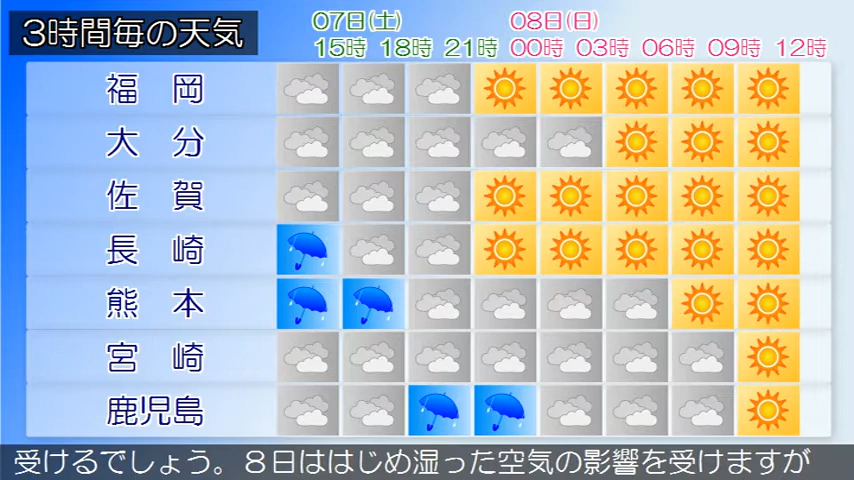 3時間毎の天気
07日(土) 08日(日)
15時 18時 21時 00時 03時 06時 09時 12時
福岡
大分
佐賀
長崎
熊本
宮崎
鹿児島
受けるでしょう。８日ははじめ湿った空気の影響を受けますが